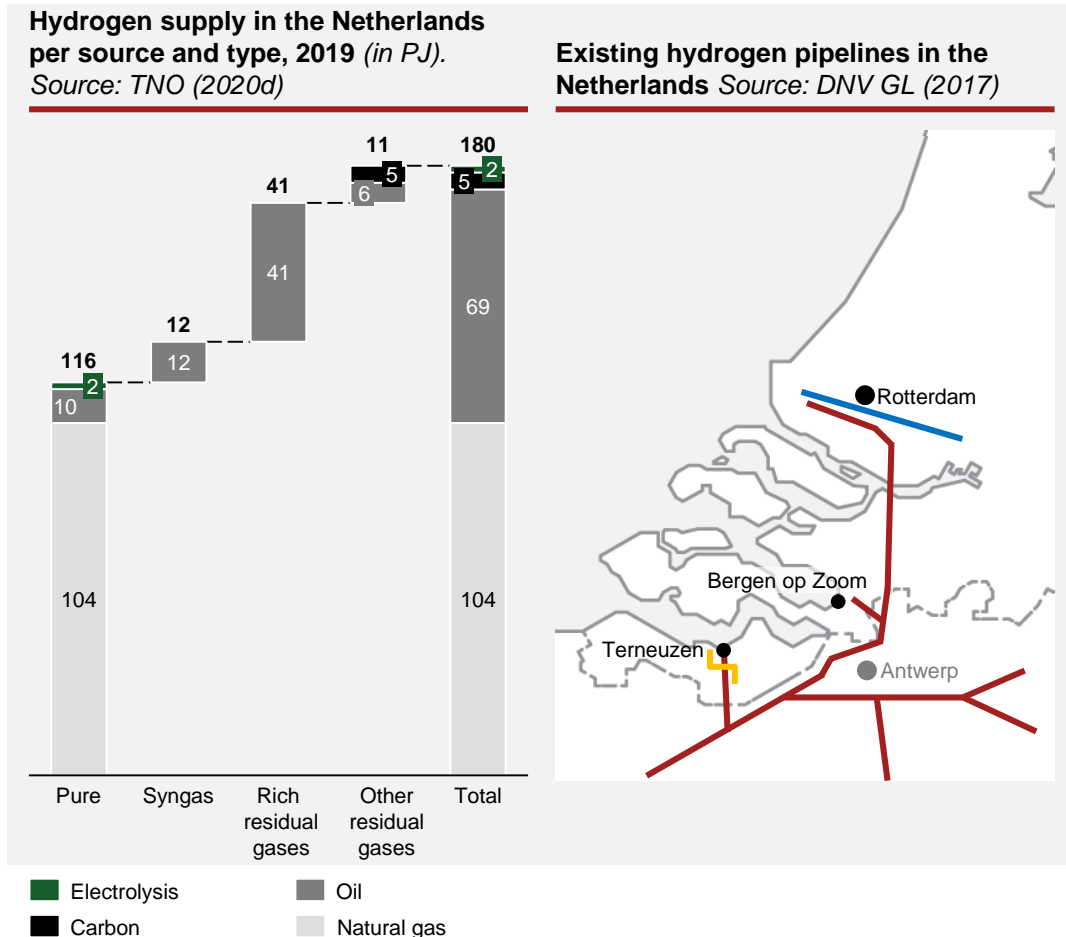 Hydrogen supply in the Netherlands
per source and type, 2019 (in PJ).
Source: TNO (2020d)
Existing hydrogen pipelines in the
Netherlands Source: DNV GL (2017)
11
180
5
2
6
5
41
41
69
12
12
116
2
10
104
104
Pure
Syngas
Rich
residual
gases
Other
residual
gases
Total
Rotterdam
Bergen op Zoom
Terneuzen
Antwerp
Electrolysis
Oil
Carbon
Natural gas